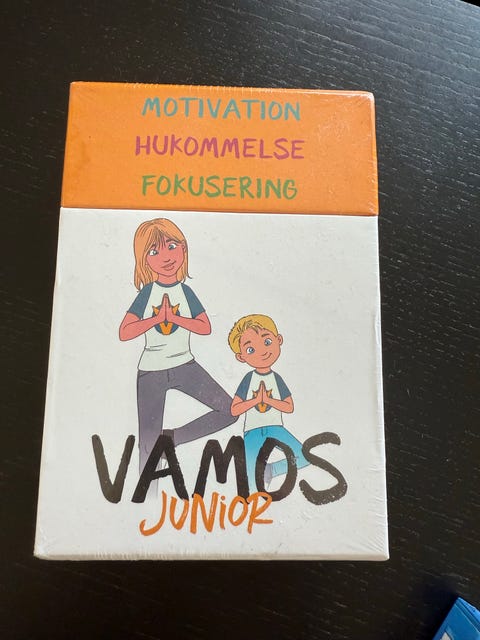 MOTIVATION
HUKOMMELSE
FOKUSERING
VAMOS
JUNiOR